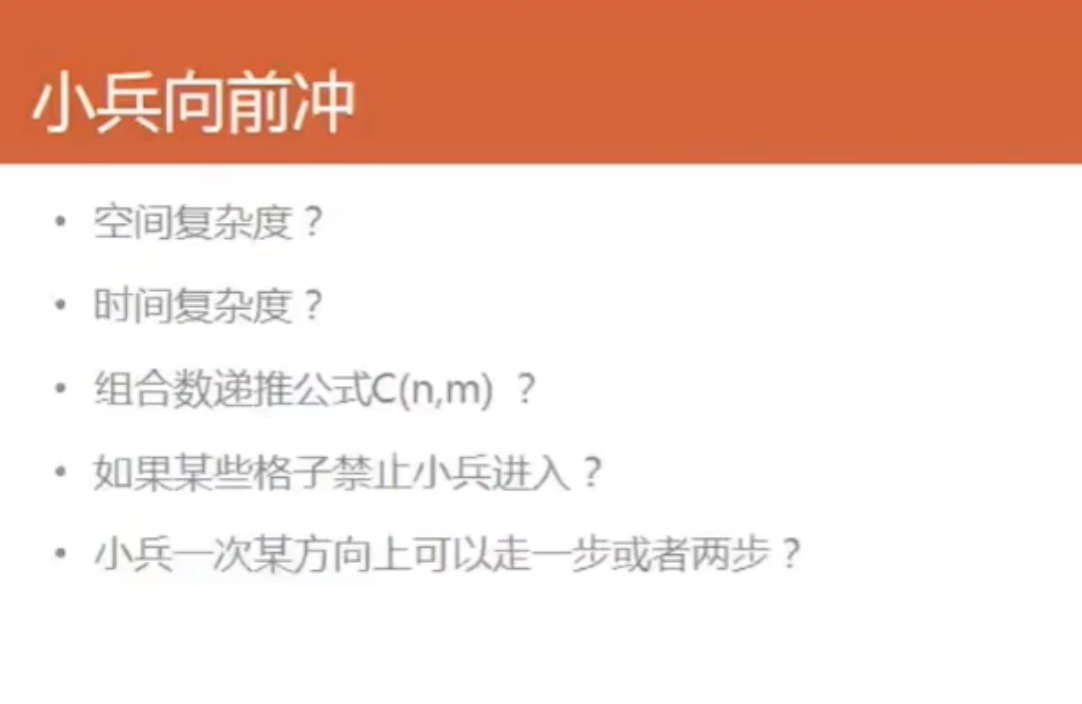 小兵向前冲
• 空间复杂度？
• 时间复杂度？
• 组合数递推公式C(n,m) ？
• 如果某些格子禁止小兵进入？
• 小兵一次某方向上可以走一步或者两步？